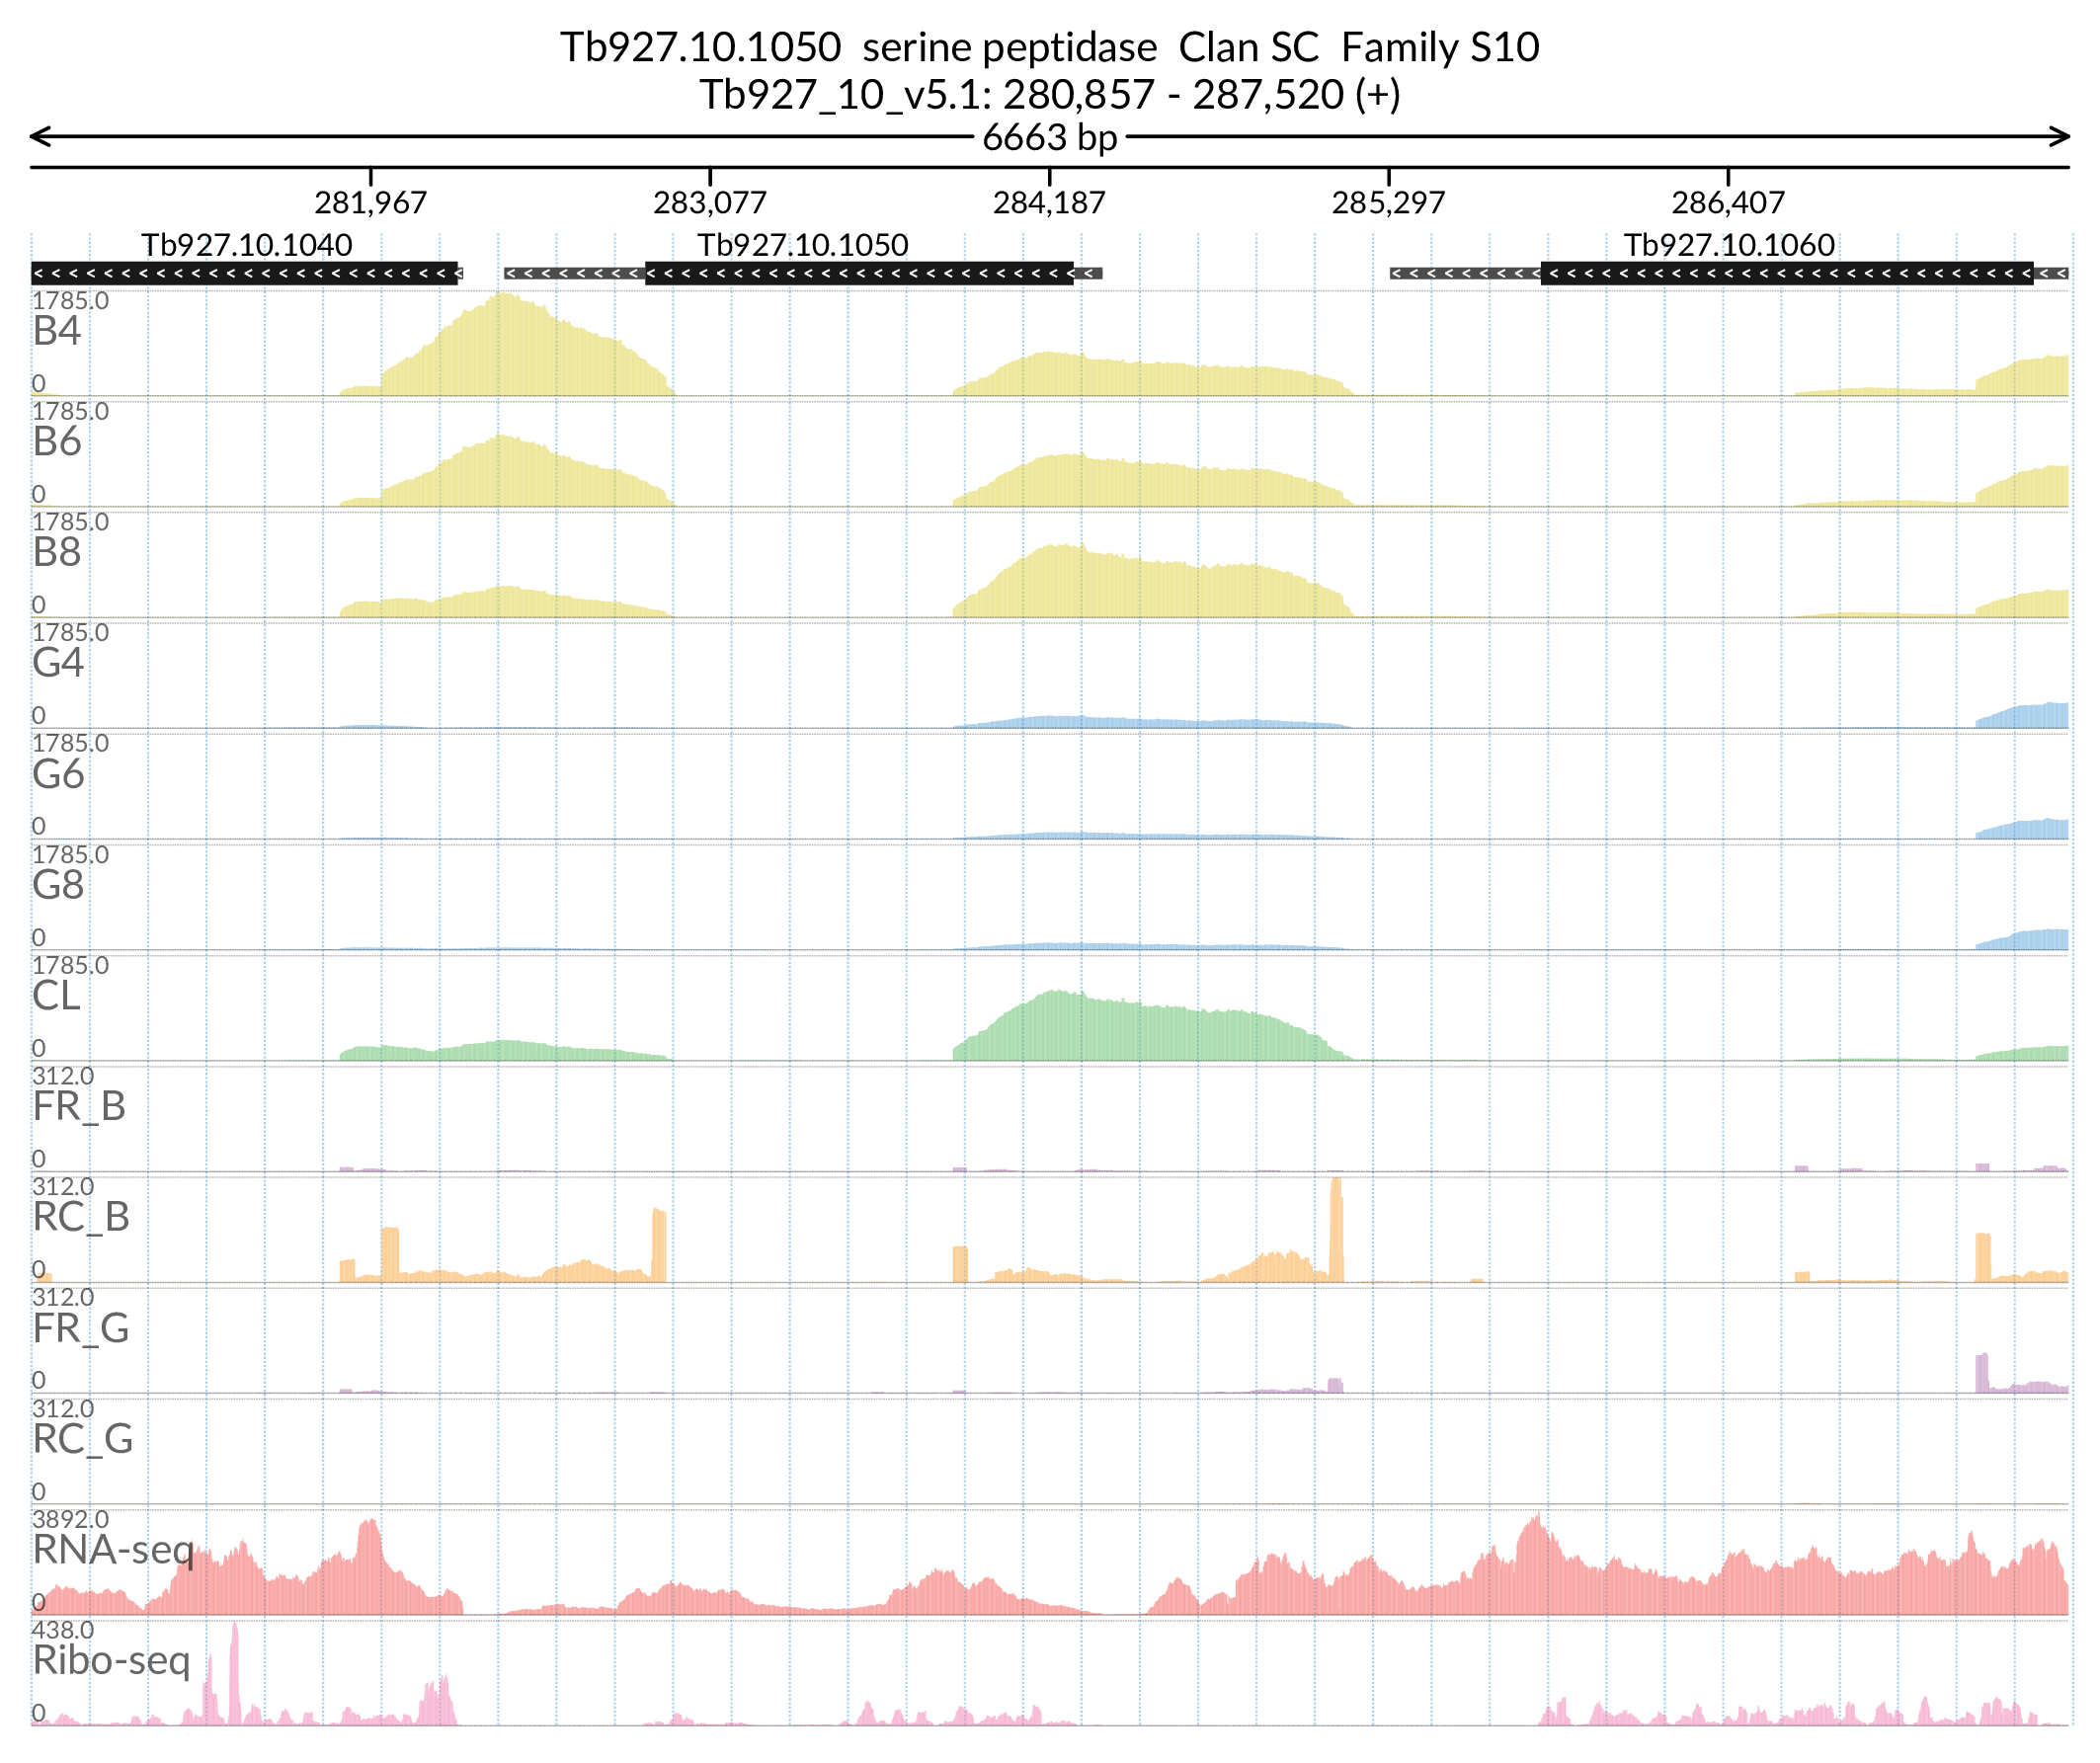 Tb927.10.1050  serine peptidase  Clan SC  Family S10
Tb927_10_v5.1: 280,857 - 287,520 (+)
6663 bp
281,967 283,077 284,187 285,297 286,407
Tb927.10.1040 Tb927.10.1050 Tb927.10.1060
1785.0
B4
0
1785.0
B6
0
1785.0
B8
0
1785.0
G4
0
1785.0
G6
0
1785.0
G8
0
1785.0
CL
0
312.0
FR_B
0
312.0
RC_B
0
312.0
FR_G
0
312.0
RC_G
0
3892.0
RNA-seq
0
438.0
Ribo-seq
0